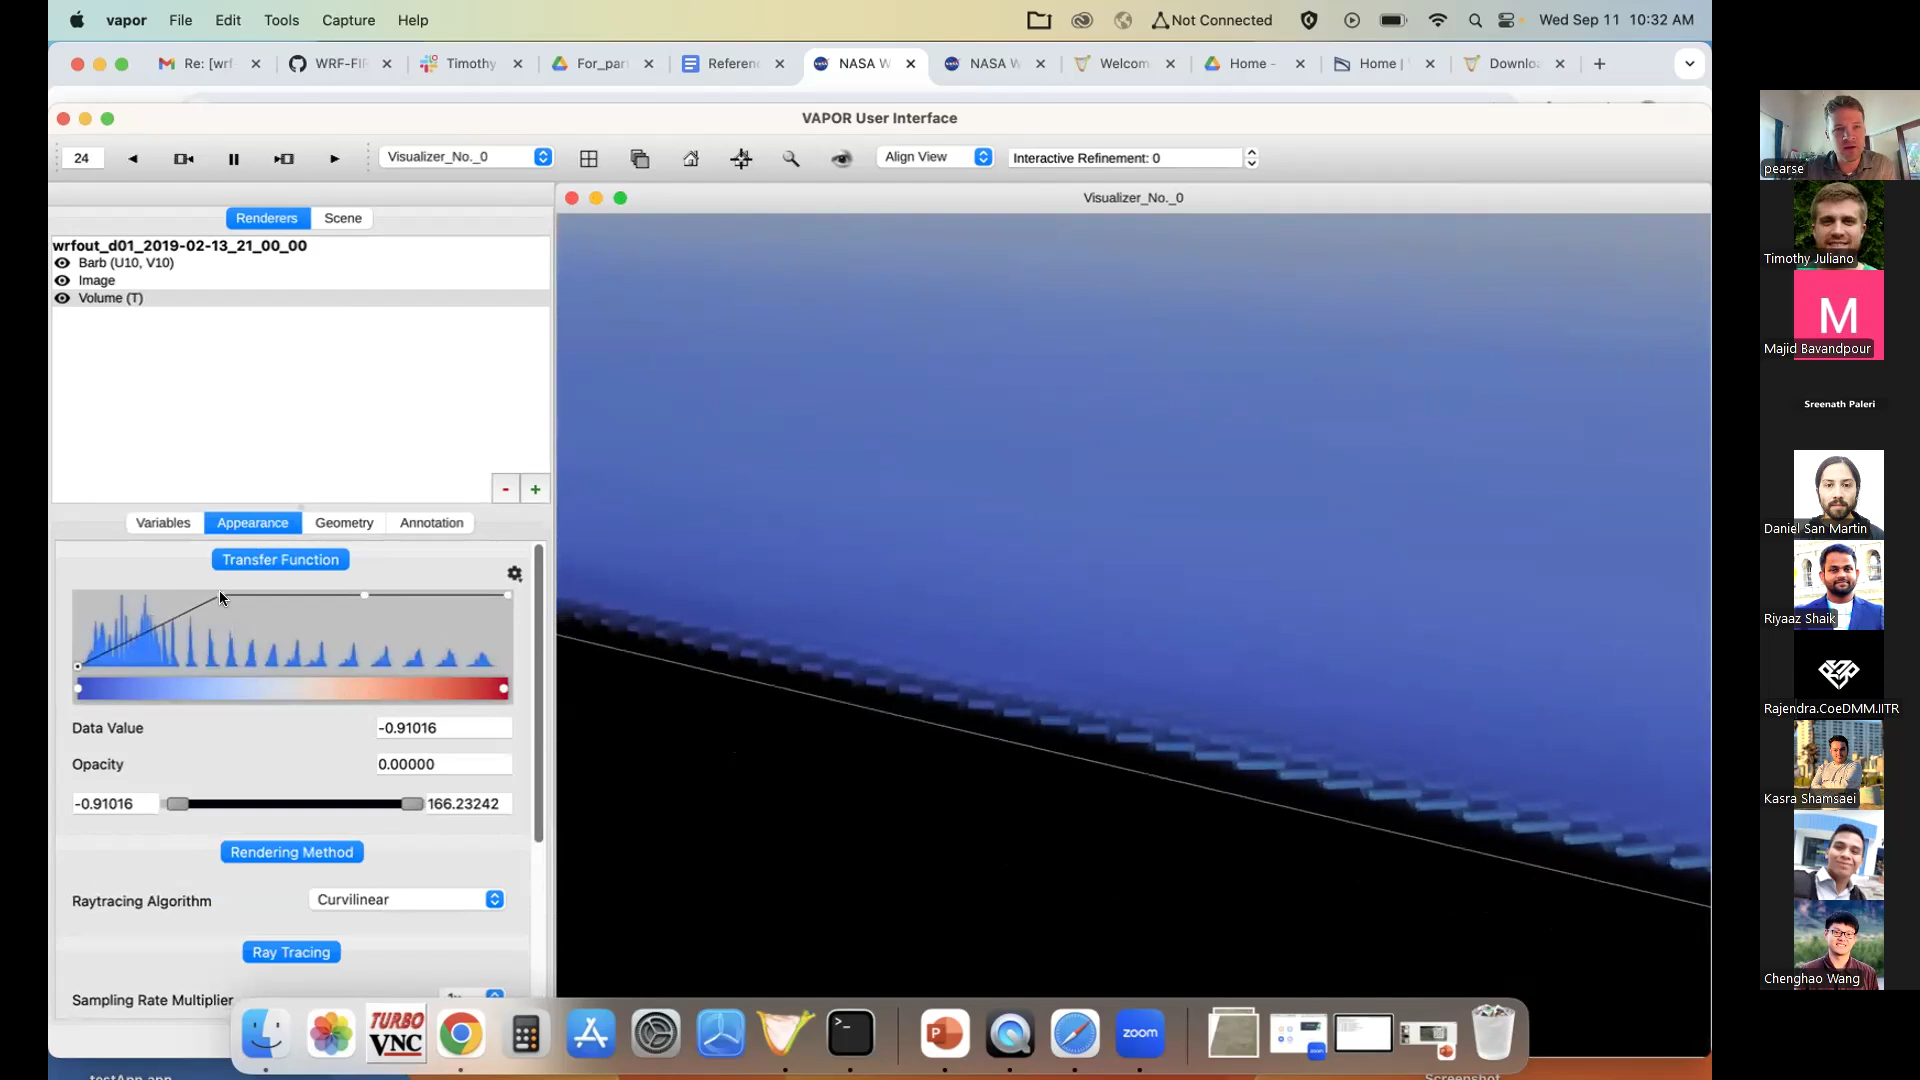 vapor File Edit Tools Capture Help
Not Connected Wed Sep 11 10:32 AM
Re: [wrf- WRF-FI Timothy For_par Referenc NASA W NASA W Welcom Home - Home | Downlo
VAPOR User Interface
24 Visualizer_No._0 Align View Interactive Refinement: 0
Visualizer_No._0
Renderers Scene
wrfout_d01_2019-02-13_21_00_00
Barb (U10, V10)
Image
Volume (T)
- +
Variables Appearance Geometry Annotation
Transfer Function
Data Value -0.91016
Opacity 0.00000
-0.91016 166.23242
Rendering Method
Raytracing Algorithm Curvilinear
Ray Tracing
Sampling Rate Multiplier
TURBO
VNC
zoom
zoom
testApp.app
Screenshot
pearse
Timothy Juliano
M
Majid Bavandpour
Sreenath Paleri
Daniel San Martin
Riyaaz Shaik
Rajendra.CoeDMM.IITR
Kasra Shamsaei
Chenghao Wang